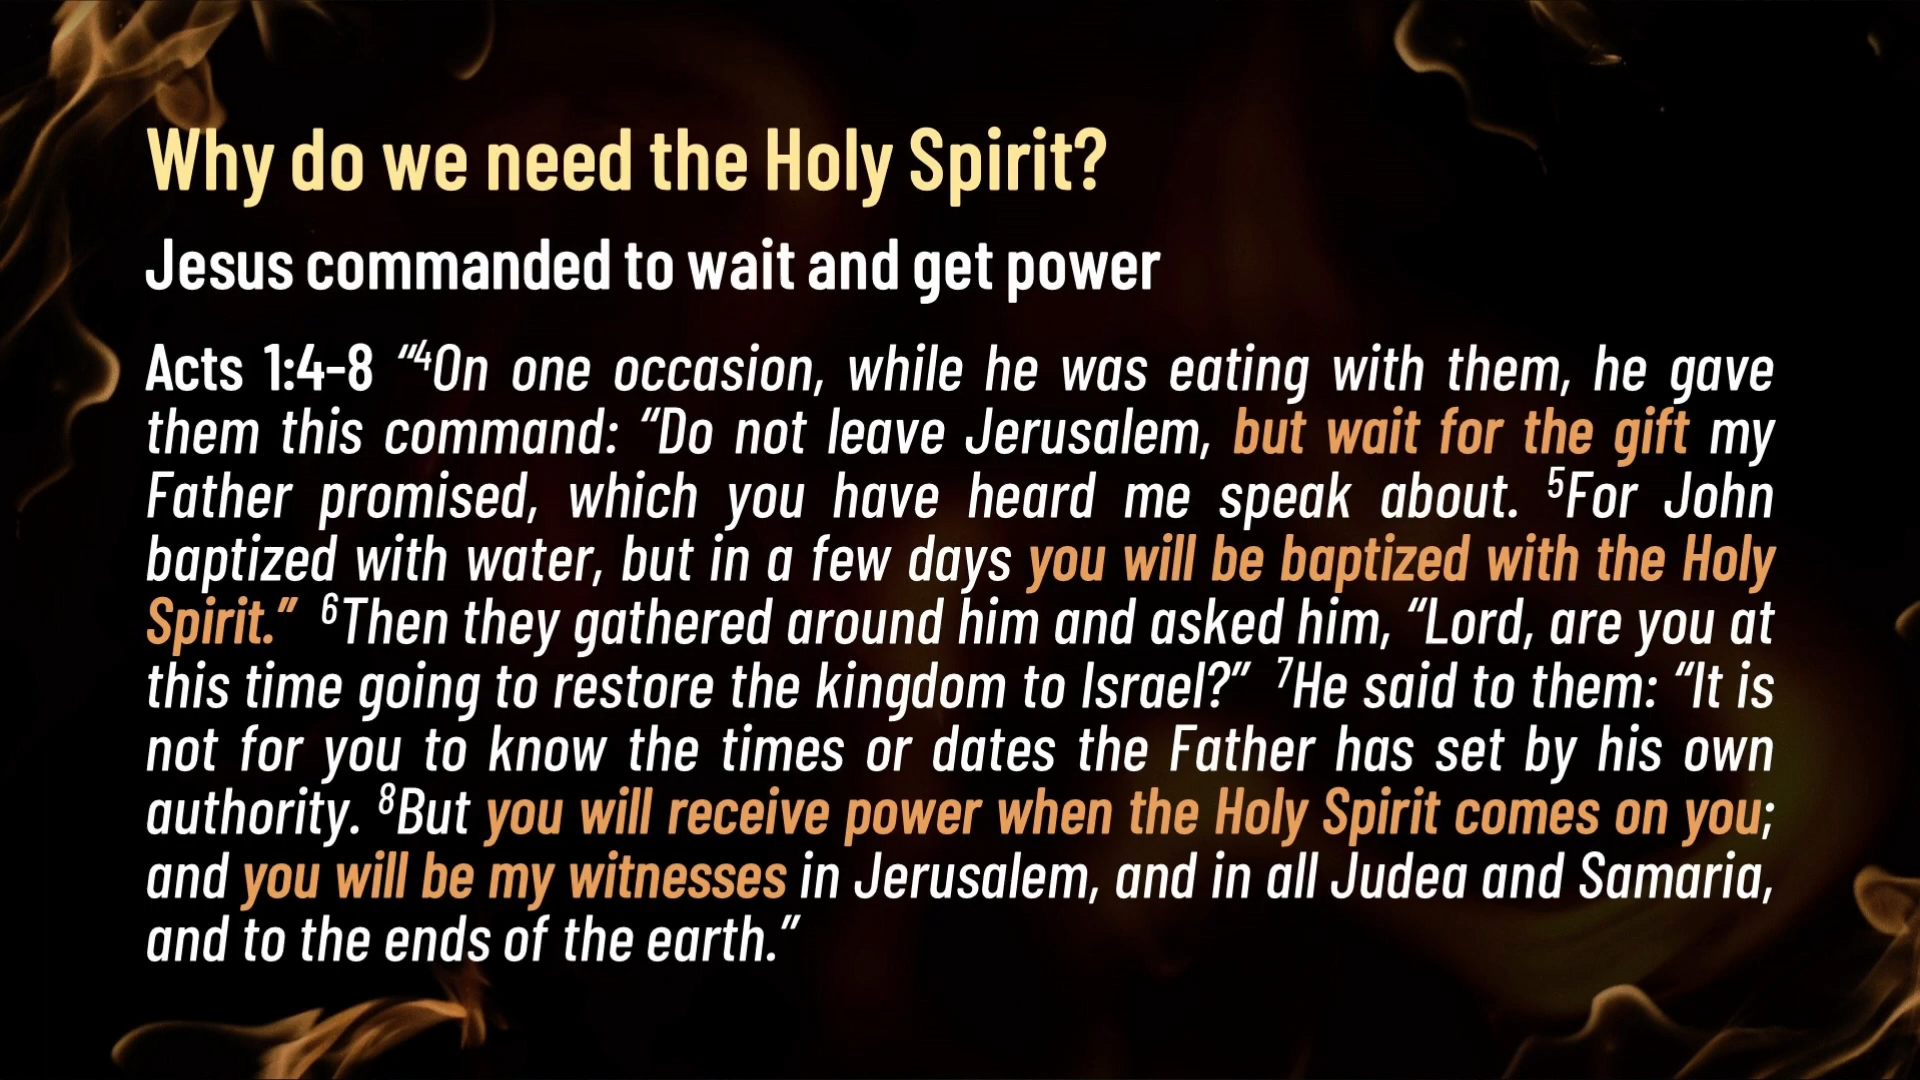 Why do we need the Holy Spirit?
Jesus commanded to wait and get power
Acts 1:4-8 “⁴On one occasion, while he was eating with them, he gave
them this command: “Do not leave Jerusalem, but wait for the gift my
Father promised, which you have heard me speak about. ⁵For John
baptized with water, but in a few days you will be baptized with the Holy
Spirit.” ⁶Then they gathered around him and asked him, “Lord, are you at
this time going to restore the kingdom to Israel?” ⁷He said to them: “It is
not for you to know the times or dates the Father has set by his own
authority. ⁸But you will receive power when the Holy Spirit comes on you;
and you will be my witnesses in Jerusalem, and in all Judea and Samaria,
and to the ends of the earth.”